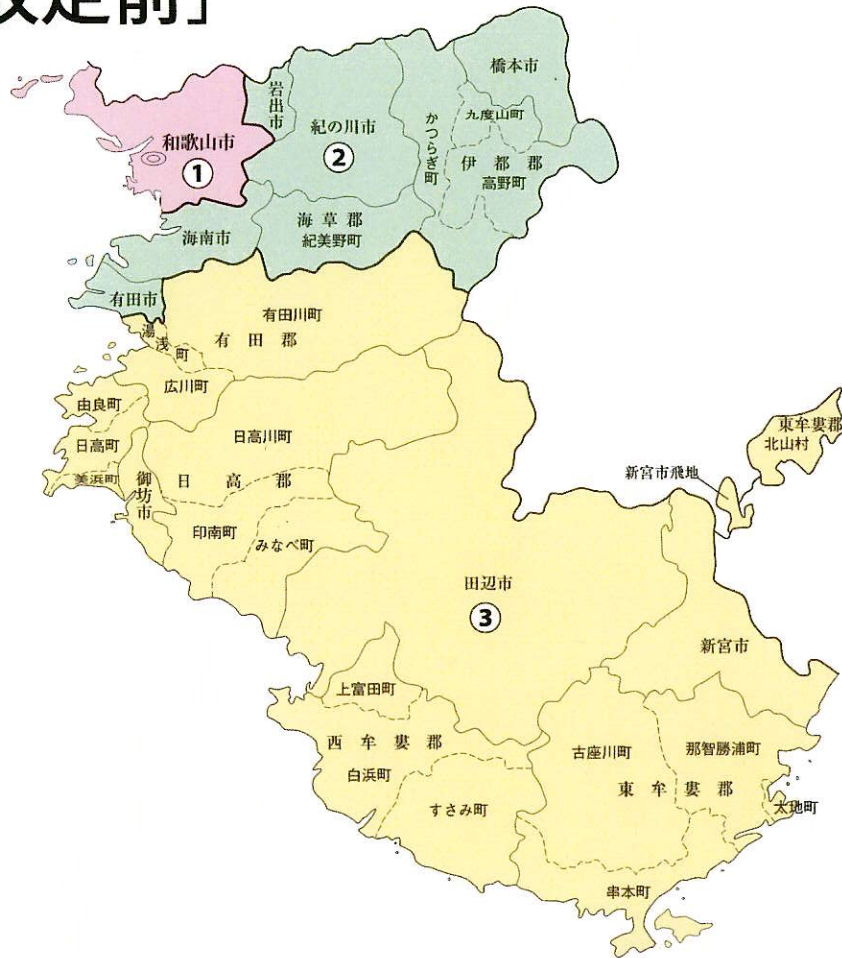 改定前」
橋本市
岩出市
紀の川市
②
九度山町
かつらぎ町
伊都郡
高野町
和歌山市
①
海草郡
紀美野町
海南市
有田市
有田川町
有田郡
湯浅町
広川町
由良町
日高川町
日高町
美浜町
御坊市
日高郡
印南町
みなべ町
東牟婁郡
北山村
新宮市飛地
田辺市
③
新宮市
上富田町
西牟婁郡
白浜町
すさみ町
古座川町
那智勝浦町
東牟婁郡
太地町
串本町